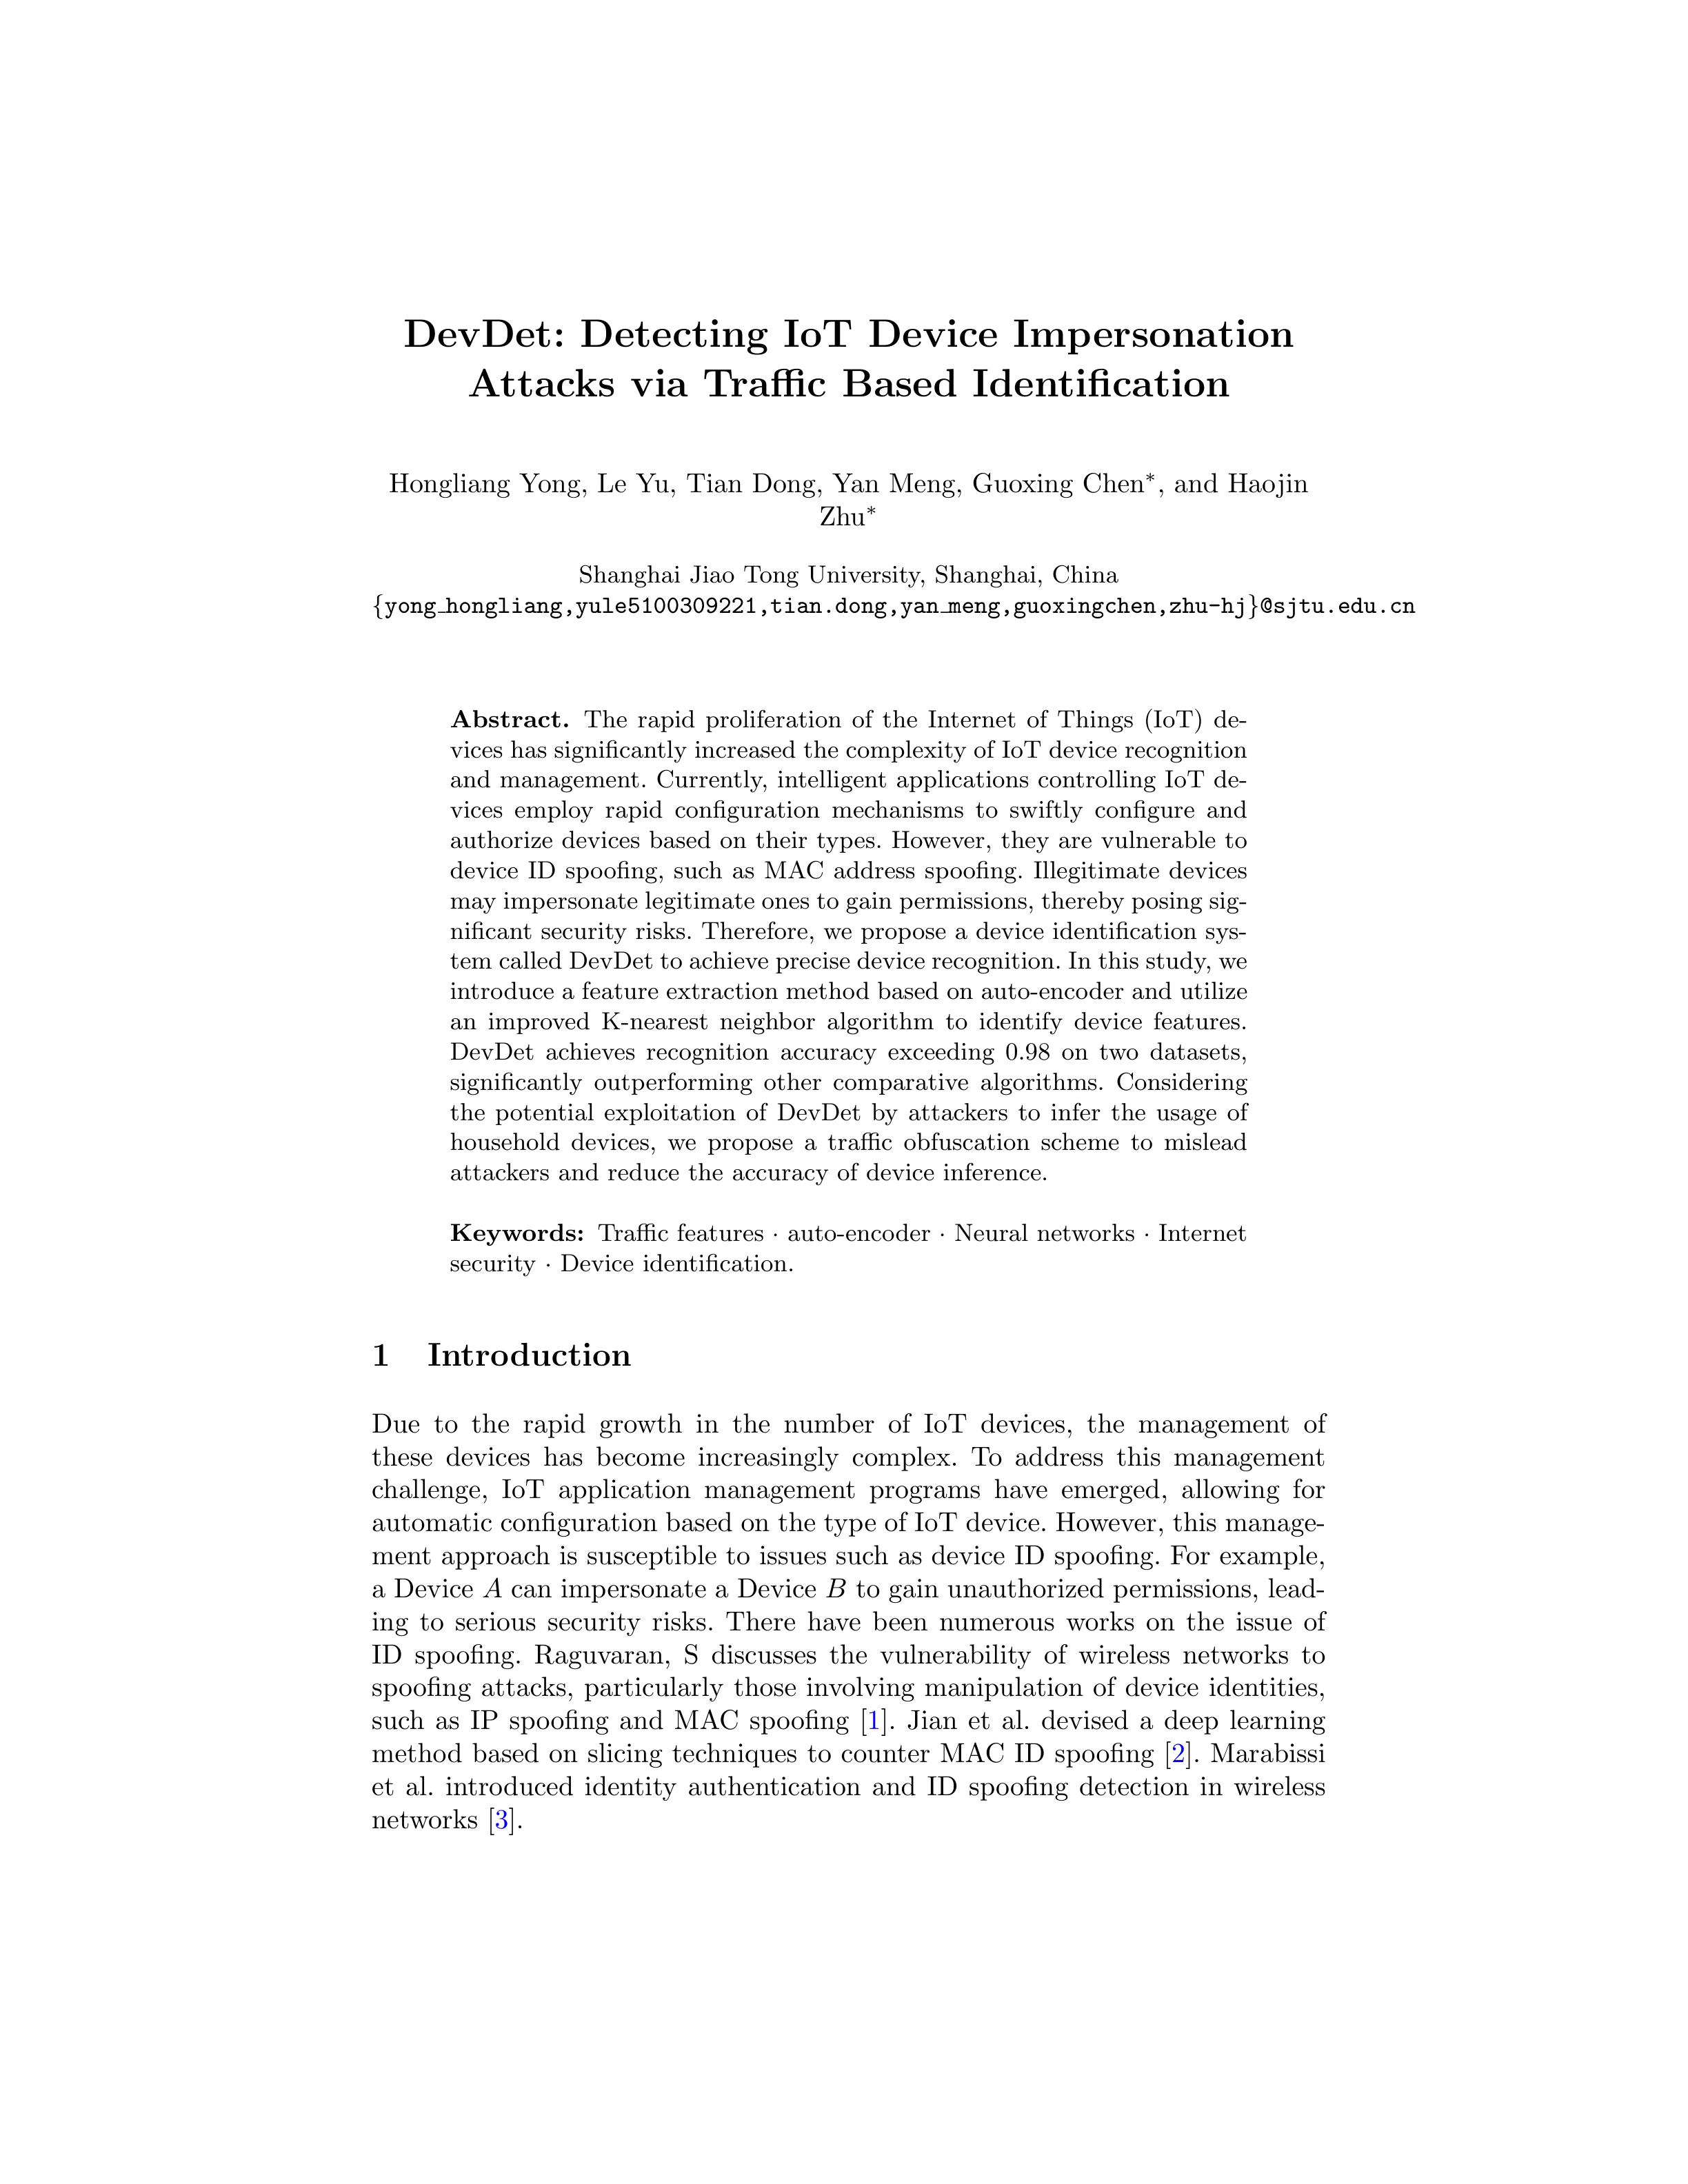 DevDet: Detecting IoT Device Impersonation
Attacks via Traffic Based Identification
Hongliang Yong, Le Yu, Tian Dong, Yan Meng, Guoxing Chen*, and Haojin
Zhu*
Shanghai Jiao Tong University, Shanghai, China
{yong_hongliang,yule5100309221,tian.dong,yan_meng,guoxingchen,zhu-hj}@sjtu.edu.cn
Abstract. The rapid proliferation of the Internet of Things (IoT) de-
vices has significantly increased the complexity of IoT device recognition
and management. Currently, intelligent applications controlling IoT de-
vices employ rapid configuration mechanisms to swiftly configure and
authorize devices based on their types. However, they are vulnerable to
device ID spoofing, such as MAC address spoofing. Illegitimate devices
may impersonate legitimate ones to gain permissions, thereby posing sig-
nificant security risks. Therefore, we propose a device identification sys-
tem called DevDet to achieve precise device recognition. In this study, we
introduce a feature extraction method based on auto-encoder and utilize
an improved K-nearest neighbor algorithm to identify device features.
DevDet achieves recognition accuracy exceeding 0.98 on two datasets,
significantly outperforming other comparative algorithms. Considering
the potential exploitation of DevDet by attackers to infer the usage of
household devices, we propose a traffic obfuscation scheme to mislead
attackers and reduce the accuracy of device inference.
Keywords: Traffic features · auto-encoder · Neural networks · Internet
security · Device identification.
1 Introduction
Due to the rapid growth in the number of IoT devices, the management of
these devices has become increasingly complex. To address this management
challenge, IoT application management programs have emerged, allowing for
automatic configuration based on the type of IoT device. However, this manage-
ment approach is susceptible to issues such as device ID spoofing. For example,
a Device A can impersonate a Device B to gain unauthorized permissions, lead-
ing to serious security risks. There have been numerous works on the issue of
ID spoofing. Raguvaran, S discusses the vulnerability of wireless networks to
spoofing attacks, particularly those involving manipulation of device identities,
such as IP spoofing and MAC spoofing [1]. Jian et al. devised a deep learning
method based on slicing techniques to counter MAC ID spoofing [2]. Marabissi
et al. introduced identity authentication and ID spoofing detection in wireless
networks [3].